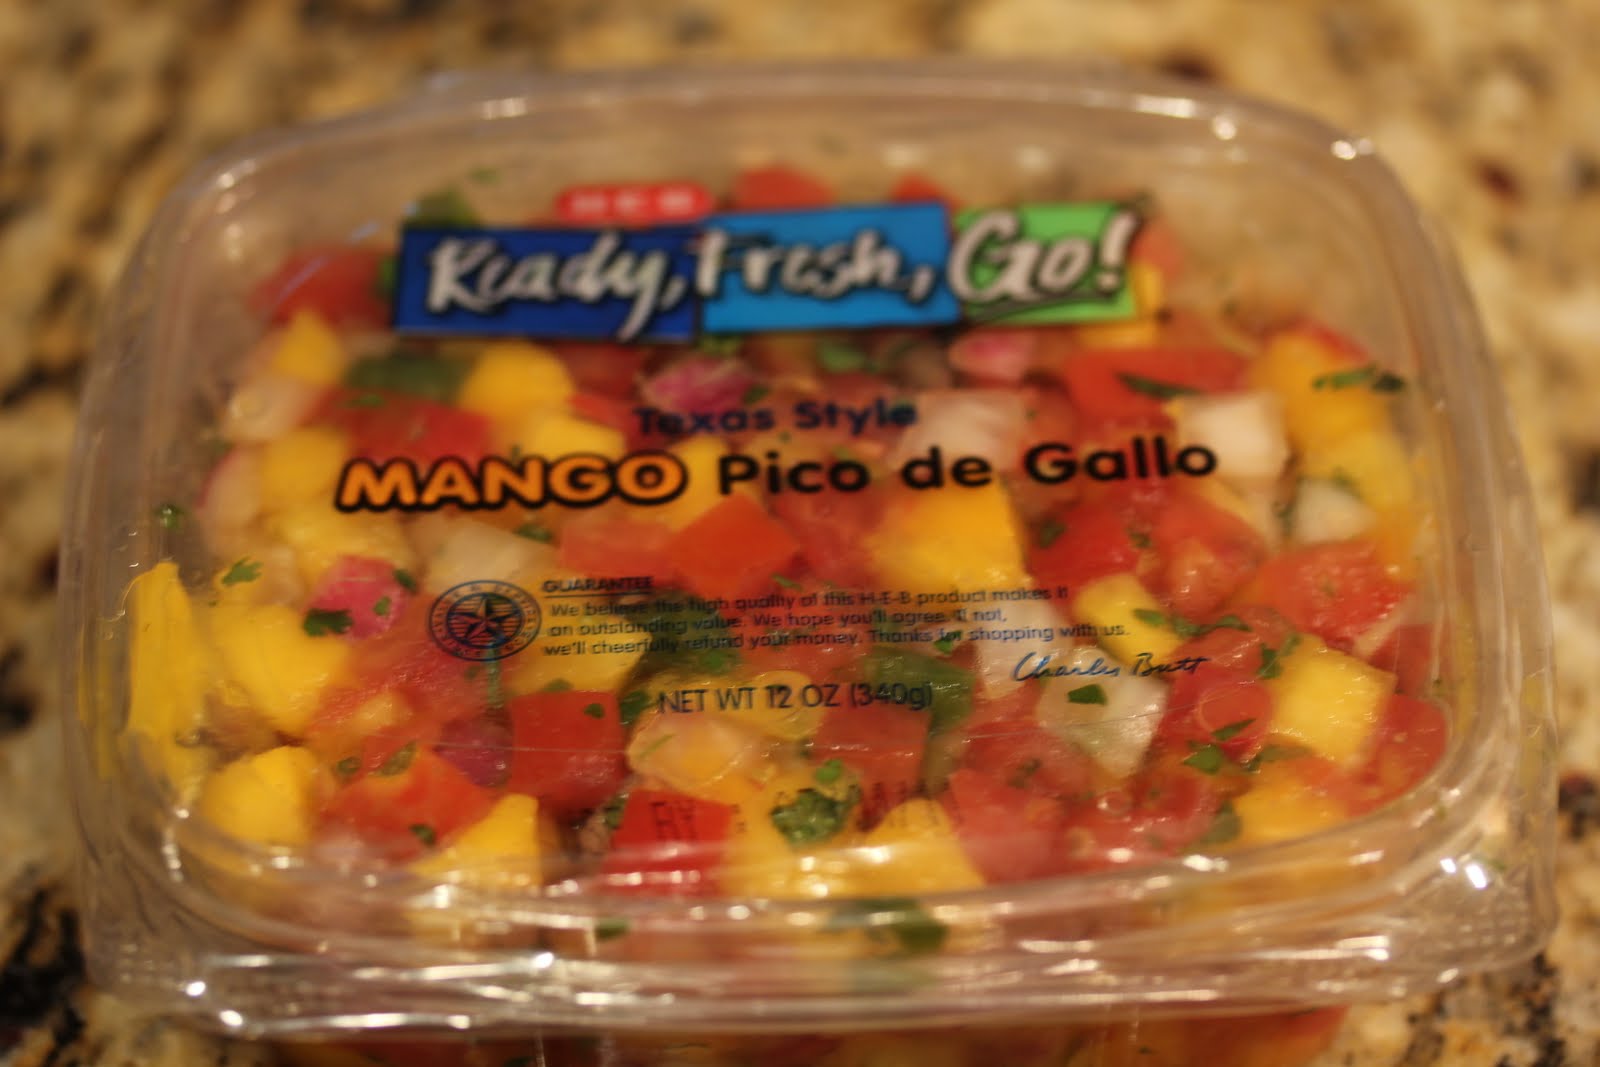 H-E-B
Ready, Fresh, Go!
Texas Style
MANGO Pico de Gallo
GUARANTEE
We believe the high quality of this H-E-B product makes it
an outstanding value. We hope you'll agree. If not,
we'll cheerfully refund your money. Thanks for shopping with us.
Charles Butt
NET WT 12 OZ (340g)